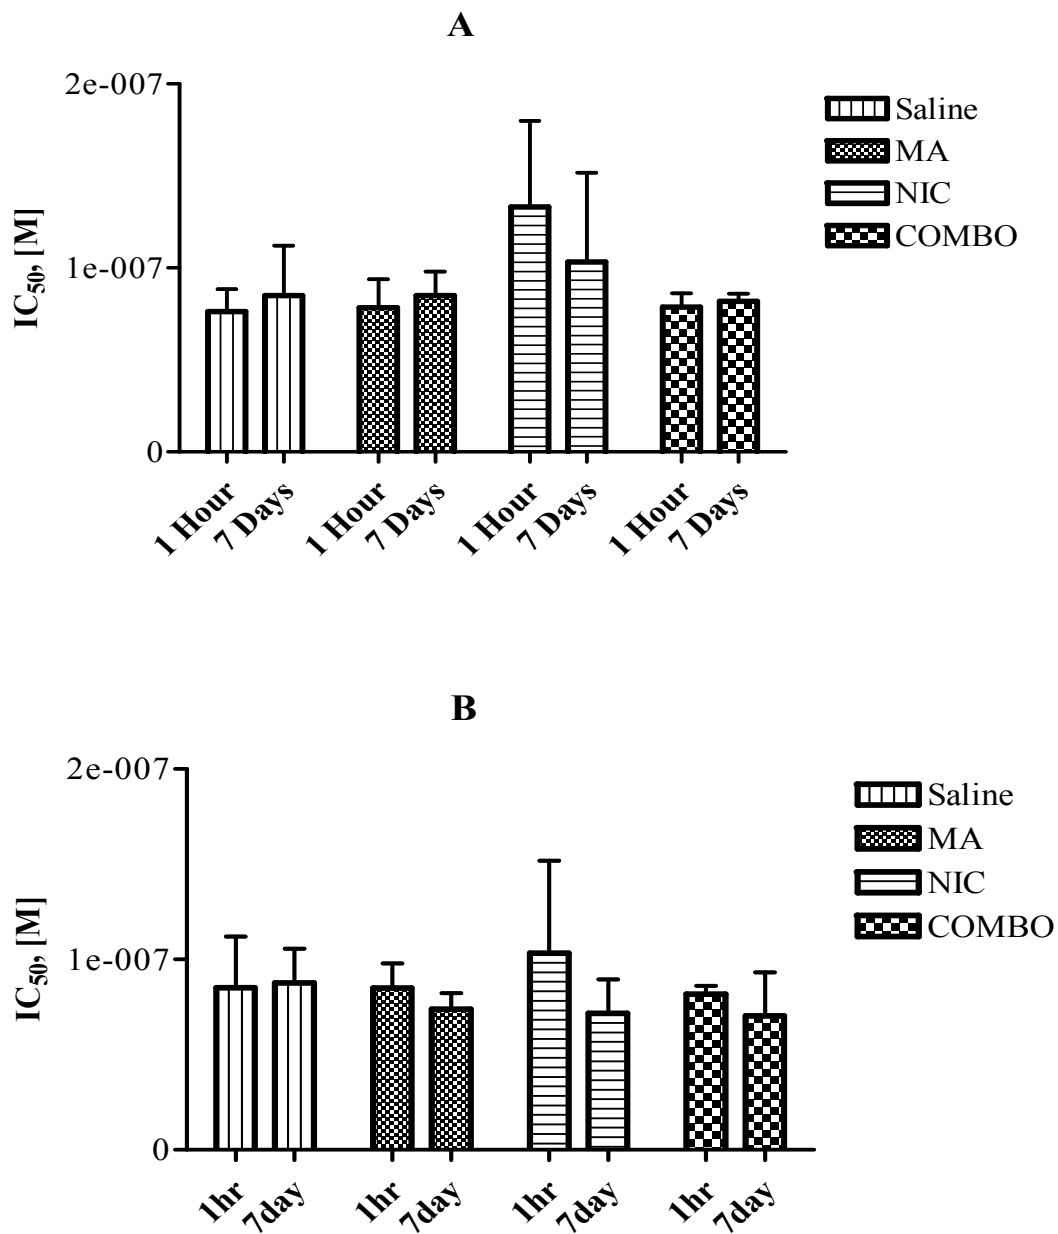 A
2e-007
1e-007
0
IC50, [M]
Saline
MA
NIC
COMBO
1 Hour
7 Days
1 Hour
7 Days
1 Hour
7 Days
1 Hour
7 Days
B
2e-007
1e-007
0
IC50, [M]
Saline
MA
NIC
COMBO
1hr
7day
1hr
7day
1hr
7day
1hr
7day